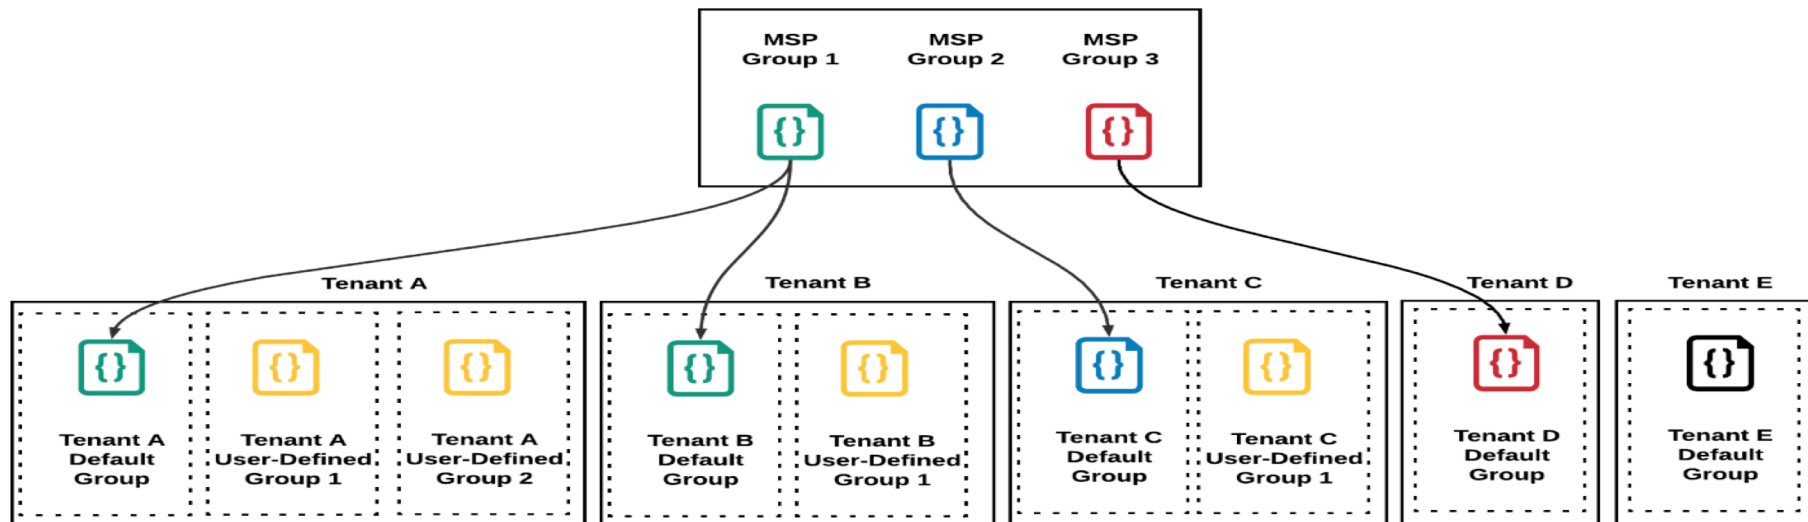 MSP
Group 1
MSP
Group 2
MSP
Group 3
{}
{}
{}
Tenant A
Tenant B
Tenant C
Tenant D
Tenant E
{}
{}
{}
{}
{}
{}
{}
{}
{}
Tenant A
Default
Group
Tenant A
User-Defined
Group 1
Tenant A
User-Defined
Group 2
Tenant B
Default
Group
Tenant B
User-Defined
Group 1
Tenant C
Default
Group
Tenant C
User-Defined
Group 1
Tenant D
Default
Group
Tenant E
Default
Group